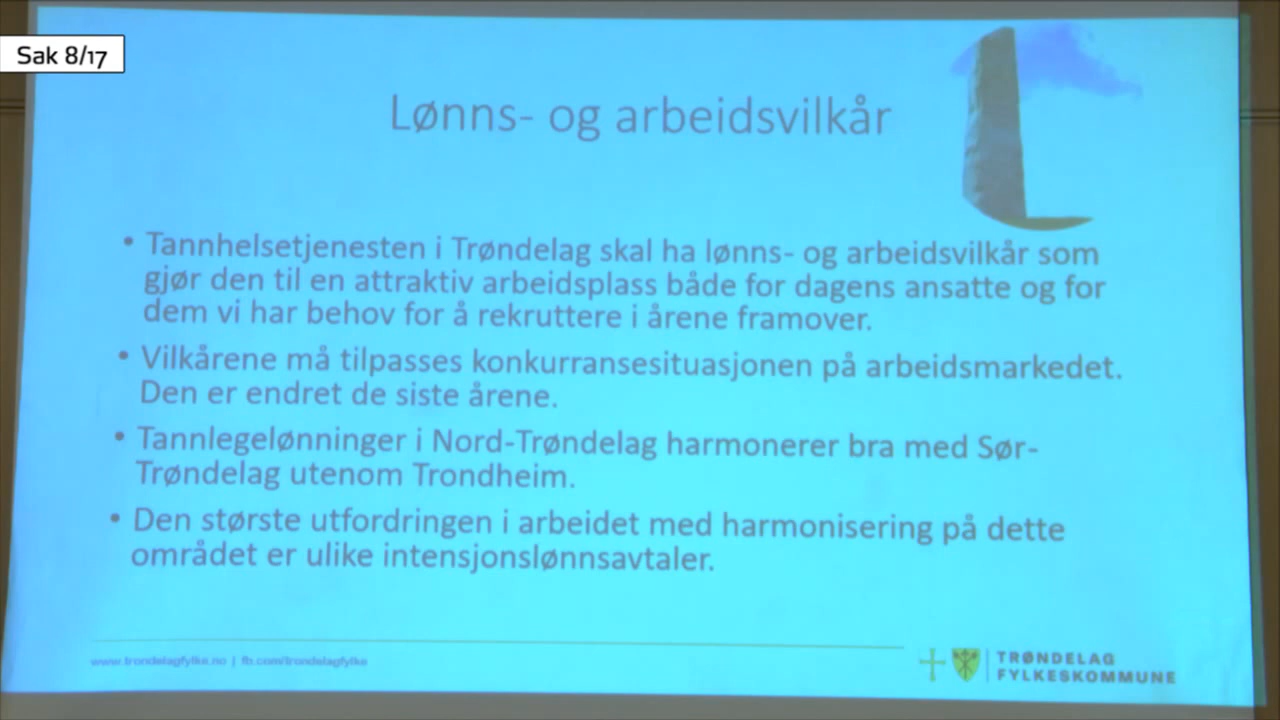 Sak 8/17
Lønns- og arbeidsvilkår
• Tannhelsetjenesten i Trøndelag skal ha lønns- og arbeidsvilkår som
gjør den til en attraktiv arbeidsplass både for dagens ansatte og for
dem vi har behov for å rekruttere i årene framover.
• Vilkårene må tilpasses konkurransesituasjonen på arbeidsmarkedet.
Den er endret de siste årene.
• Tannlegelønninger i Nord-Trøndelag harmonerer bra med Sør-
Trøndelag utenom Trondheim.
• Den største utfordringen i arbeidet med harmonisering på dette
området er ulike intensjonslønnsavtaler.
www.trondelagfylke.no | fb.com/trondelagfylke
TRØNDELAG
FYLKESKOMMUNE